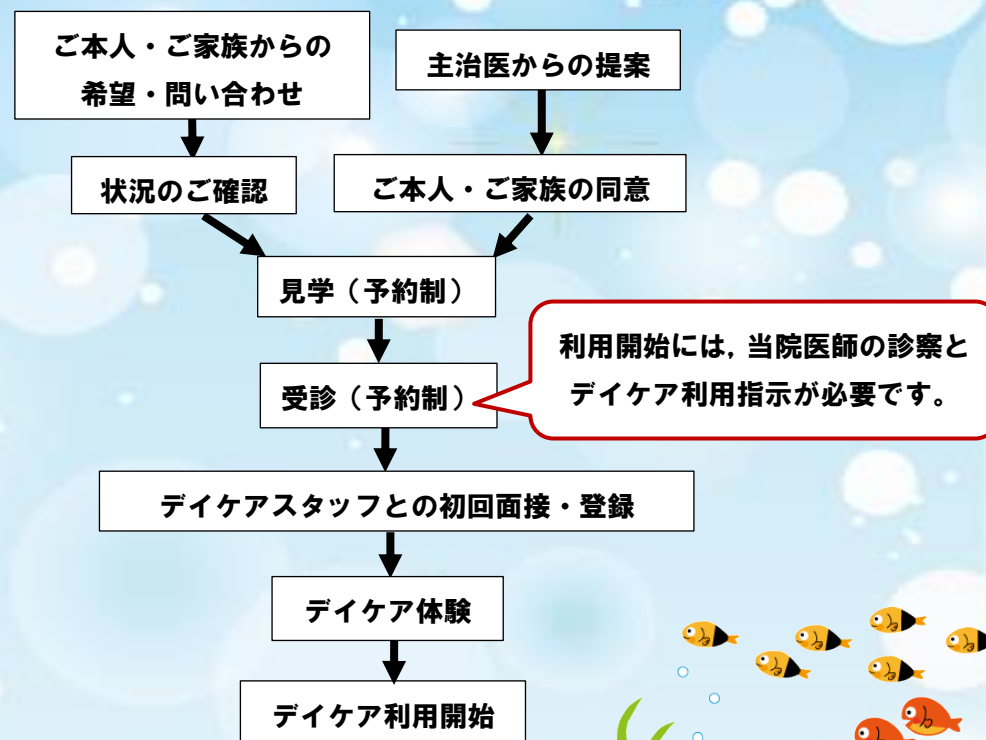 ご本人・ご家族からの
希望・問い合わせ
主治医からの提案
状況のご確認
ご本人・ご家族の同意
見学（予約制）
利用開始には，当院医師の診察と
デイケア利用指示が必要です。
受診（予約制）
デイケアスタッフとの初回面接・登録
デイケア体験
デイケア利用開始